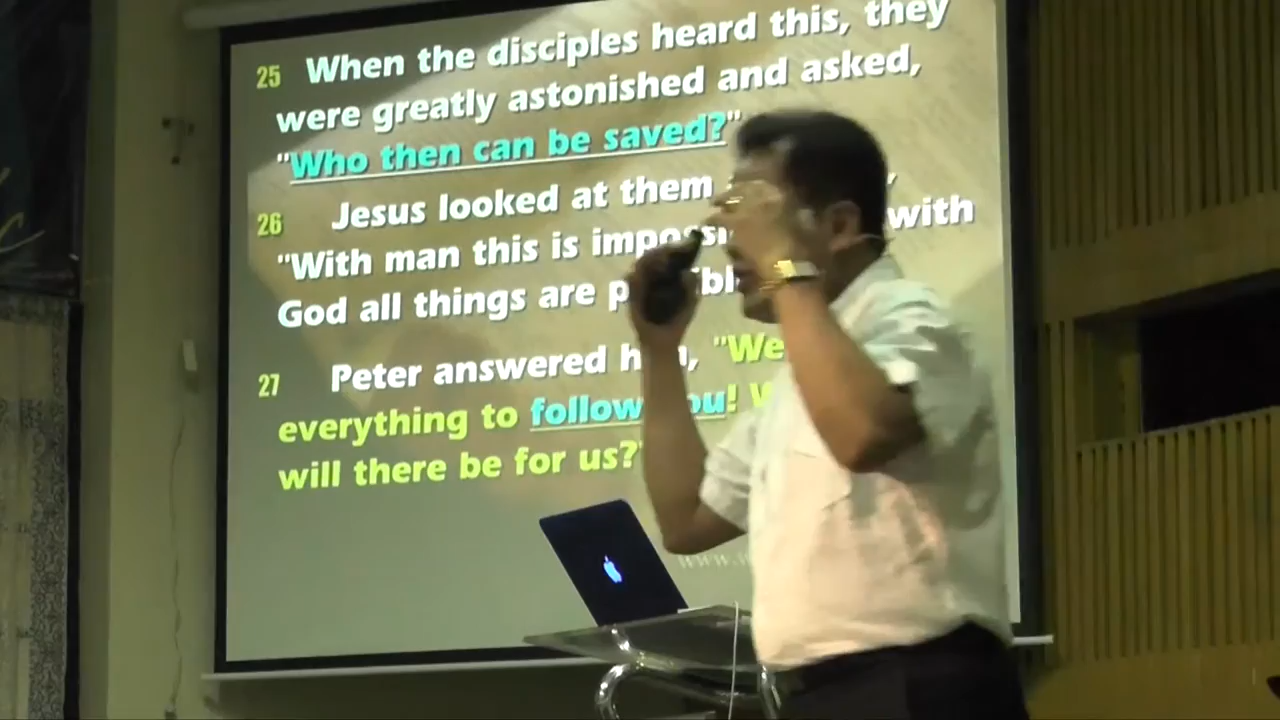 25 When the disciples heard this, they
were greatly astonished and asked,
"Who then can be saved?"
26 Jesus looked at them
"With man this is with
God all things are
27 Peter answered "We
everything to follow you!
will there be for us?"